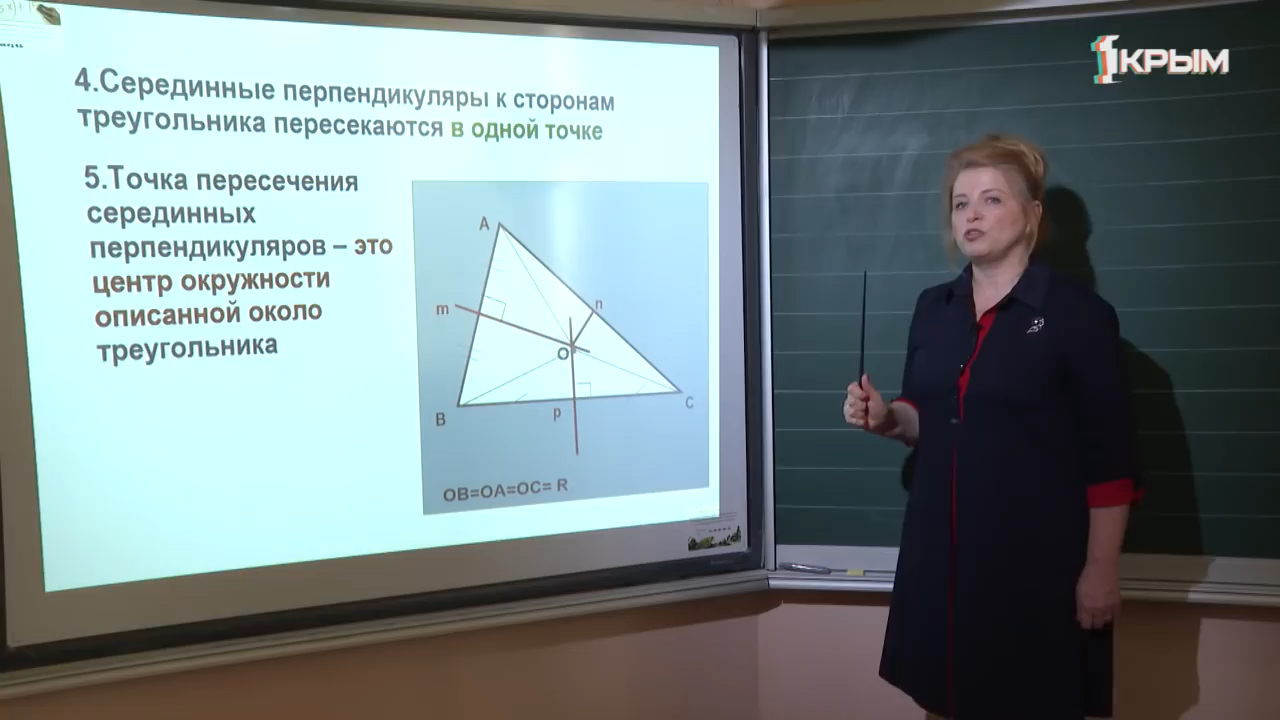 1КРЫМ
4.Серединные перпендикуляры к сторонам
треугольника пересекаются в одной точке
5.Точка пересечения
серединных
перпендикуляров – это
центр окружности
описанной около
треугольника
A
m
n
O
B
p
C
OB=OA=OC= R